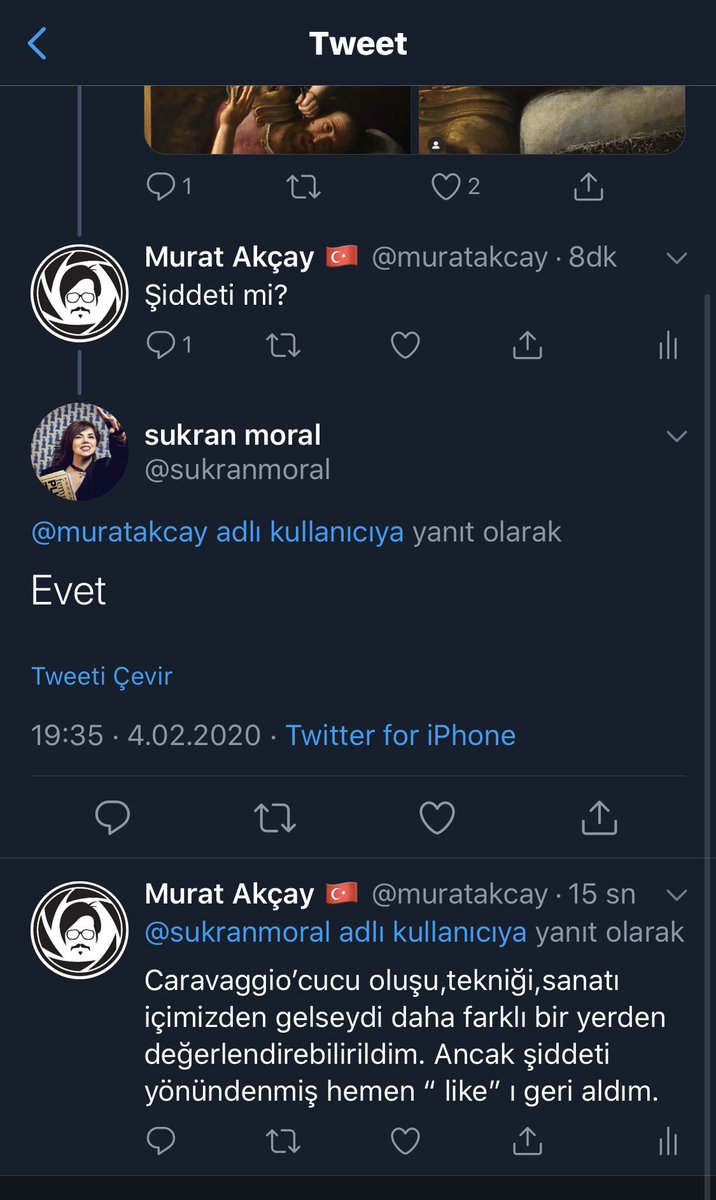 Tweet
1
2
Murat Akçay 🇹🇷 @muratakcay · 8dk
Şiddeti mi?
1
sukran moral
@sukranmoral
@muratakcay adlı kullanıcıya yanıt olarak
Evet
Tweeti Çevir
19:35 · 4.02.2020 · Twitter for iPhone
Murat Akçay 🇹🇷 @muratakcay · 15 sn
@sukranmoral adlı kullanıcıya yanıt olarak
Caravaggio’cucu oluşu,tekniği,sanatı
içimizden gelseydi daha farklı bir yerden
değerlendirebilirildim. Ancak şiddeti
yönündenmiş hemen “ like” ı geri aldım.